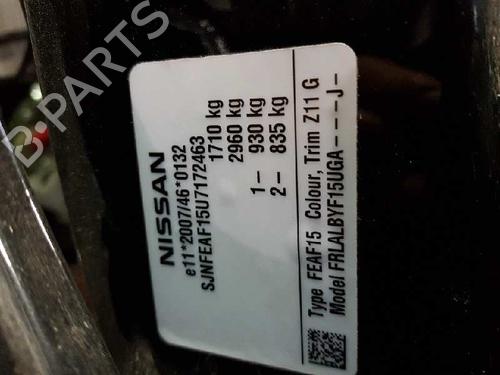 NISSAN
e11*2007/46*0132
SJNFEAF15U7172463
1710 kg
2960 kg
1- 930 kg
2- 835 kg
Type FEAF15 Colour, Trim Z11 G
Model FRLALBYF15UGA----J-
B-PARTS